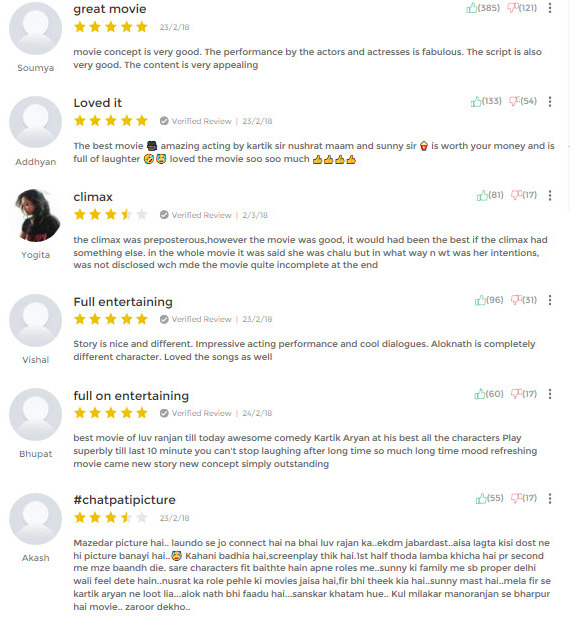 great movie
(385) (121)
23/2/18
movie concept is very good. The performance by the actors and actresses is fabulous. The script is also
very good. The content is very appealing
Soumya
Loved it
(133) (54)
Verified Review | 23/2/18
The best movie amazing acting by kartik sir nushrat maam and sunny sir 🍿 is worth your money and is
full of laughter 🤣😇 loved the movie soo soo much 👍👍👍👍
Addhyan
climax
(81) (17)
Verified Review | 2/3/18
the climax was preposterous,however the movie was good, it would had been the best if the climax had
something else. in the whole movie it was said she was chalu but in what way n wt was her intentions,
was not disclosed wch mde the movie quite incomplete at the end
Yogita
Full entertaining
(96) (31)
Verified Review | 23/2/18
Story is nice and different. Impressive acting performance and cool dialogues. Aloknath is completely
different character. Loved the songs as well
Vishal
full on entertaining
(60) (17)
Verified Review | 24/2/18
best movie of luv ranjan till today awesome comedy Kartik Aryan at his best all the characters Play
superbly till last 10 minute you can't stop laughing after long time so much long time mood refreshing
movie came new story new concept simply outstanding
Bhupat
#chatpatipicture
(55) (17)
23/2/18
Mazedar picture hai.. laundo se jo connect hai na bhai luv rajan ka..ekdm jabardast..aisa lagta kisi dost ne
hi picture banayi hai..😇 Kahani badhia hai,screenplay thik hai.1st half thoda lamba khicha hai pr second
me mze baandh die. sare characters fit baithte hain apne roles me..sunny ki family me sb proper delhi
wali feel dete hain..nusrat ka role pehle ki movies jaisa hai,fir bhi theek kia hai..sunny mast hai..mela fir se
kartik aryan ne loot lia...alok nath bhi faadu hai...sanskar khatam hue.. Kul milakar manoranjan se bharpur
hai movie.. zaroor dekho..
Akash